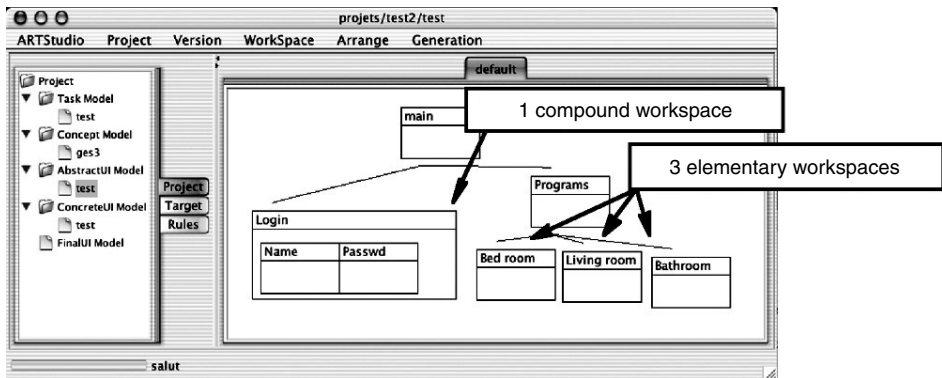 projets/test2/test
ARTStudio Project Version WorkSpace Arrange Generation
default
Project
Task Model
test
Concept Model
ges3
AbstractUI Model
test
ConcreteUI Model
test
FinalUI Model
Project
Target
Rules
1 compound workspace
main
3 elementary workspaces
Programs
Login
Name Passwd
Bed room Living room Bathroom
salut